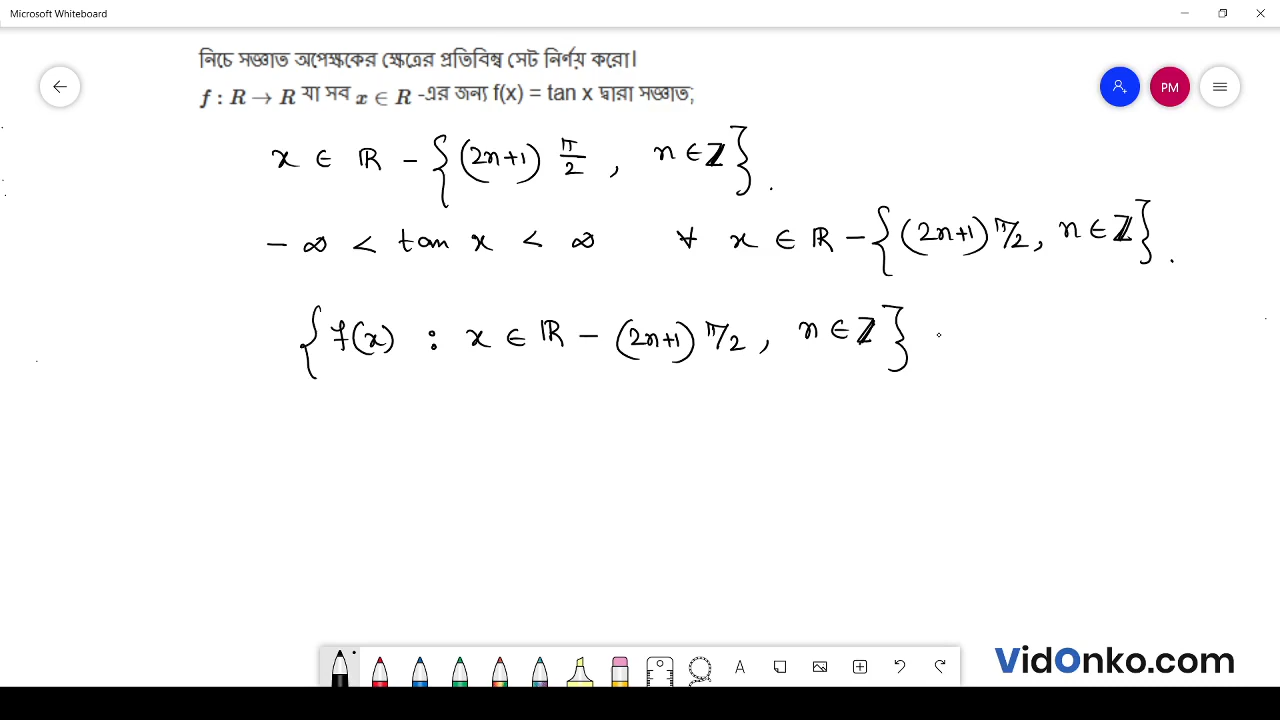 Microsoft Whiteboard
নিচে সজ্ঞাত অপেক্ষকের ক্ষেত্রের প্রতিবিম্ব সেট নির্ণয় করো।
f : R → R যা সব x ∈ R -এর জন্য f(x) = tan x দ্বারা সজ্ঞাত;
PM
x ∈ ℝ - {(2n+1) π/2 , n ∈ ℤ}.
- ∞ < tan x < ∞ ∀ x ∈ ℝ - {(2n+1) π/2, n ∈ ℤ}.
{f(x) : x ∈ ℝ - (2n+1) π/2, n ∈ ℤ}
A
VidOnko.com